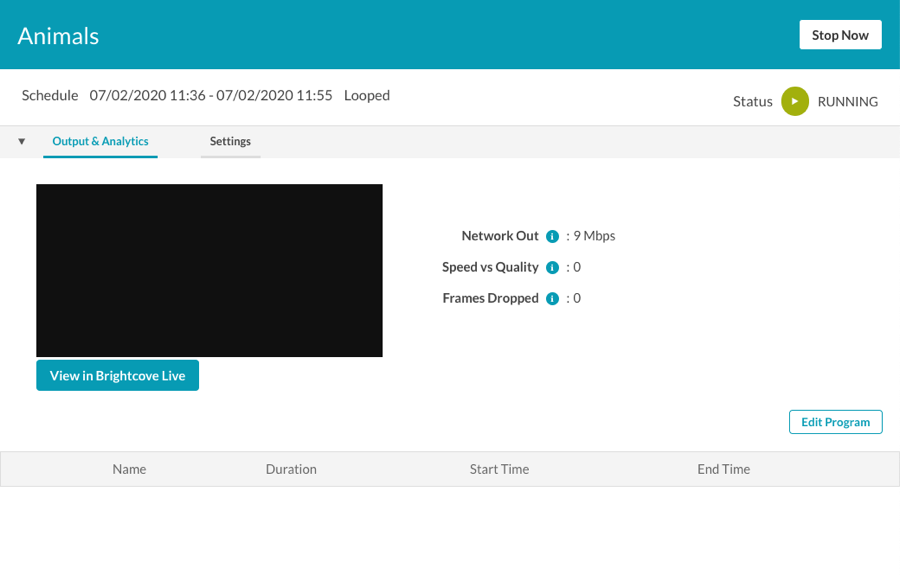 Animals
Stop Now
Schedule 07/02/2020 11:36 - 07/02/2020 11:55 Looped
Status RUNNING
Output & Analytics Settings
Network Out i : 9 Mbps
Speed vs Quality i : 0
Frames Dropped i : 0
View in Brightcove Live
Edit Program
Name Duration Start Time End Time